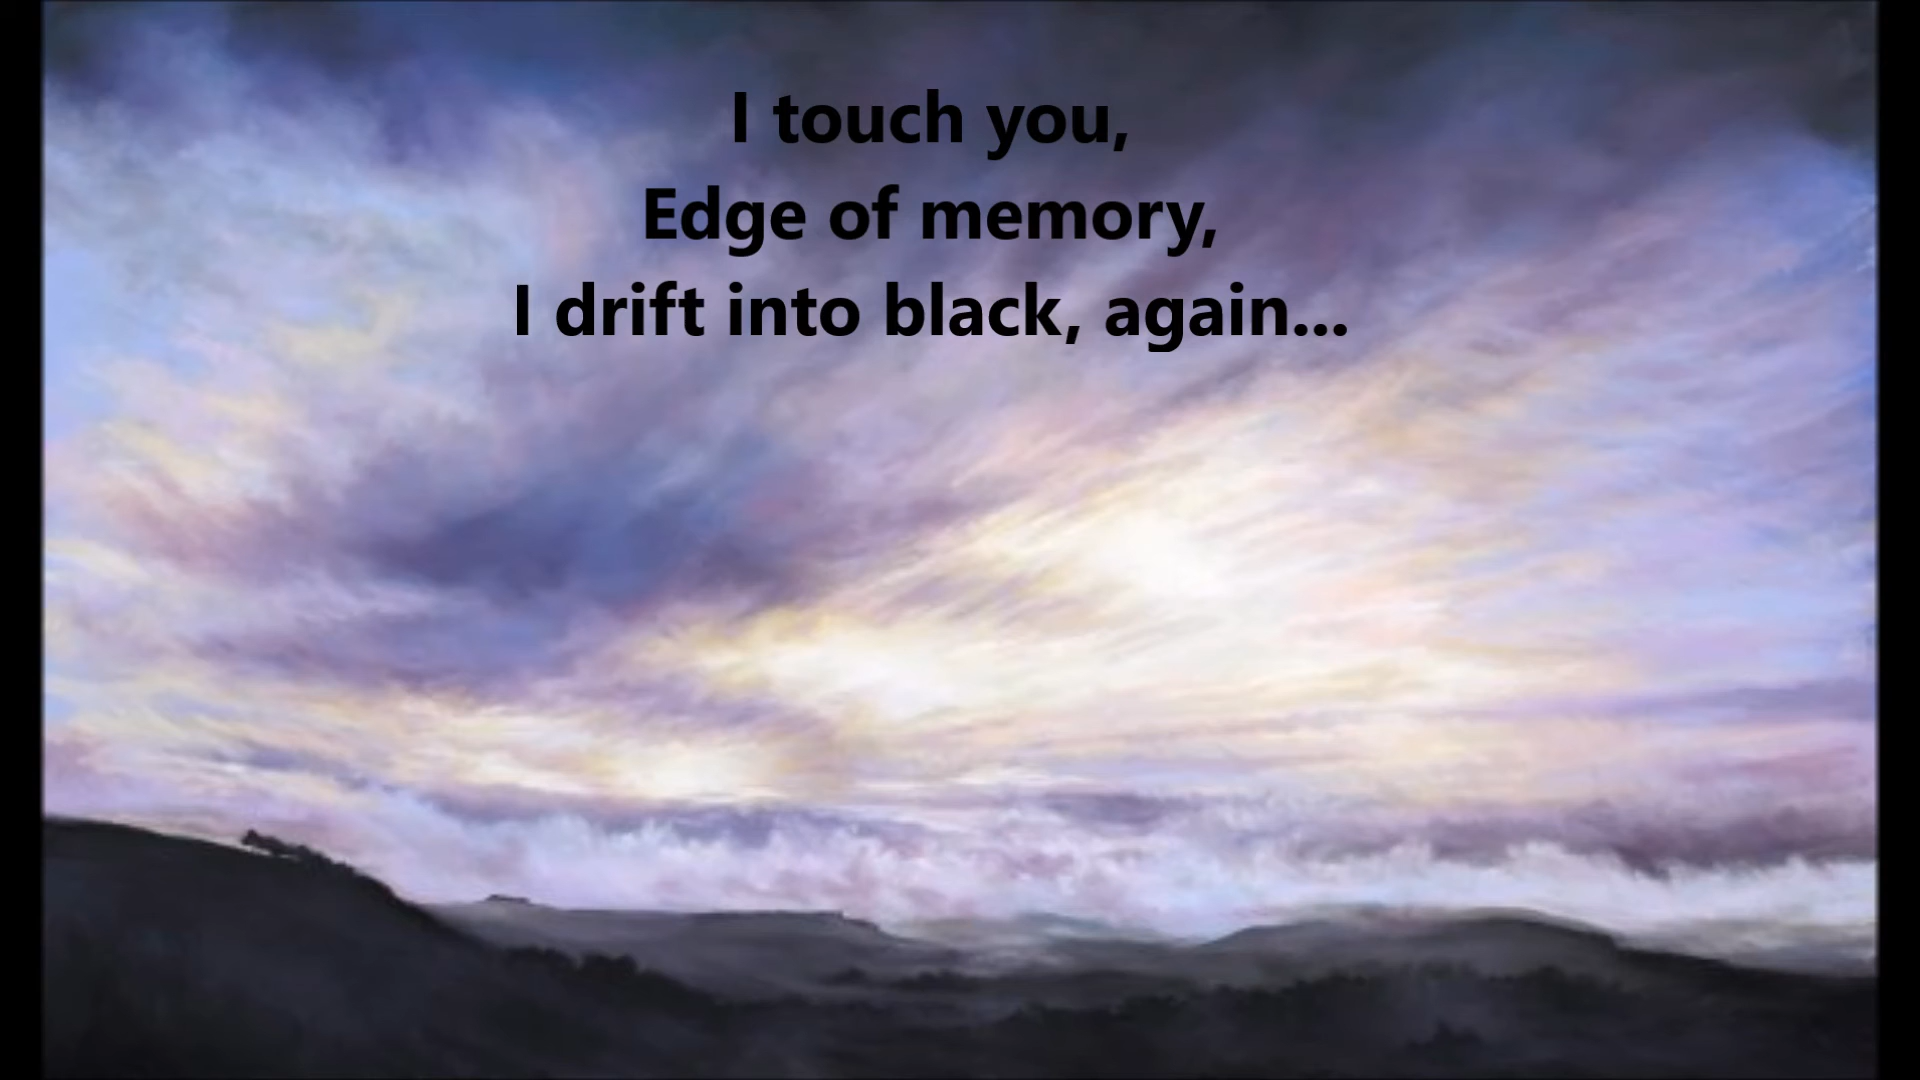 I touch you,
Edge of memory,
I drift into black, again...